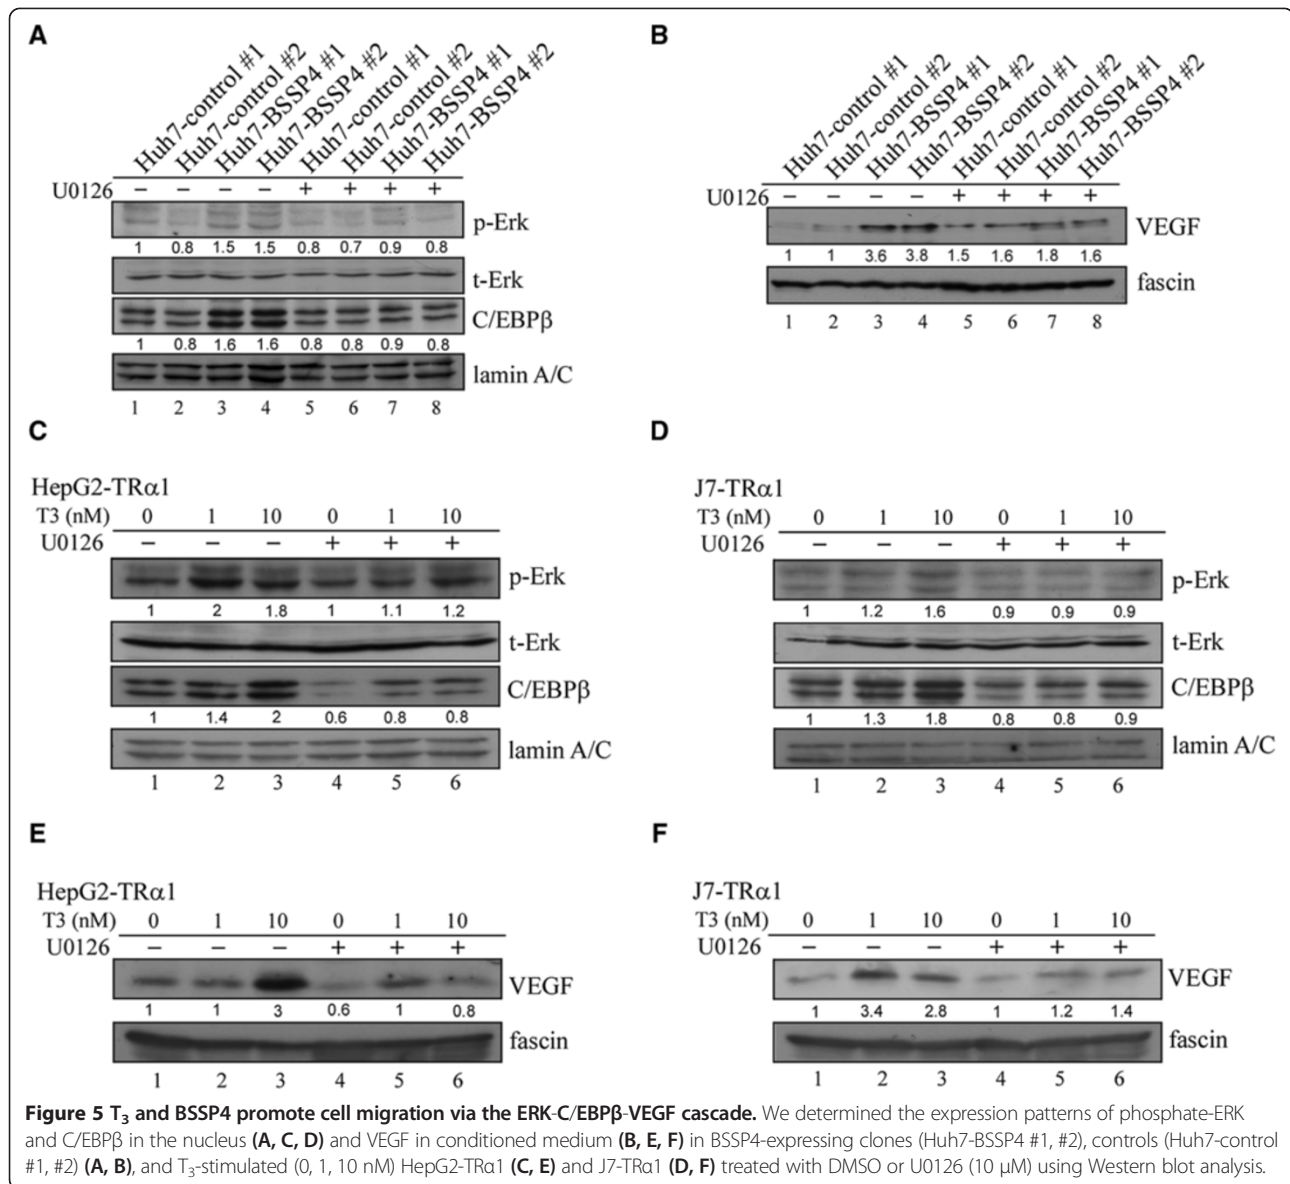 A
Huh7-control #1
Huh7-control #2
Huh7-BSSP4 #1
Huh7-BSSP4 #2
Huh7-control #1
Huh7-control #2
Huh7-BSSP4 #1
Huh7-BSSP4 #2
U0126 − − − − + + + +
p-Erk
1 0.8 1.5 1.5 0.8 0.7 0.9 0.8
t-Erk
C/EBPβ
1 0.8 1.6 1.6 0.8 0.8 0.9 0.8
lamin A/C
1 2 3 4 5 6 7 8
B
Huh7-control #1
Huh7-control #2
Huh7-BSSP4 #1
Huh7-BSSP4 #2
Huh7-control #1
Huh7-control #2
Huh7-BSSP4 #1
Huh7-BSSP4 #2
U0126 − − − − + + + +
VEGF
1 1 3.6 3.8 1.5 1.6 1.8 1.6
fascin
1 2 3 4 5 6 7 8
C
HepG2-TRα1
T3 (nM) 0 1 10 0 1 10
U0126 − − − + + +
p-Erk
1 2 1.8 1 1.1 1.2
t-Erk
C/EBPβ
1 1.4 2 0.6 0.8 0.8
lamin A/C
1 2 3 4 5 6
D
J7-TRα1
T3 (nM) 0 1 10 0 1 10
U0126 − − − + + +
p-Erk
1 1.2 1.6 0.9 0.9 0.9
t-Erk
C/EBPβ
1 1.3 1.8 0.8 0.8 0.9
lamin A/C
1 2 3 4 5 6
E
HepG2-TRα1
T3 (nM) 0 1 10 0 1 10
U0126 − − − + + +
VEGF
1 1 3 0.6 1 0.8
fascin
1 2 3 4 5 6
F
J7-TRα1
T3 (nM) 0 1 10 0 1 10
U0126 − − − + + +
VEGF
1 3.4 2.8 1 1.2 1.4
fascin
1 2 3 4 5 6
Figure 5 T₃ and BSSP4 promote cell migration via the ERK-C/EBPβ-VEGF cascade. We determined the expression patterns of phosphate-ERK
and C/EBPβ in the nucleus (A, C, D) and VEGF in conditioned medium (B, E, F) in BSSP4-expressing clones (Huh7-BSSP4 #1, #2), controls (Huh7-control
#1, #2) (A, B), and T₃-stimulated (0, 1, 10 nM) HepG2-TRα1 (C, E) and J7-TRα1 (D, F) treated with DMSO or U0126 (10 μM) using Western blot analysis.